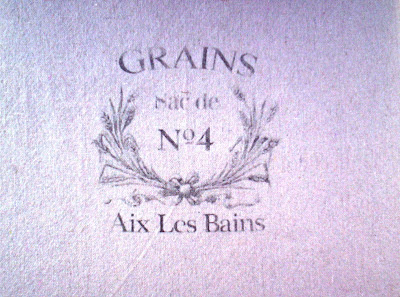 GRAINS
Sac de
Nº4
Aix Les Bains